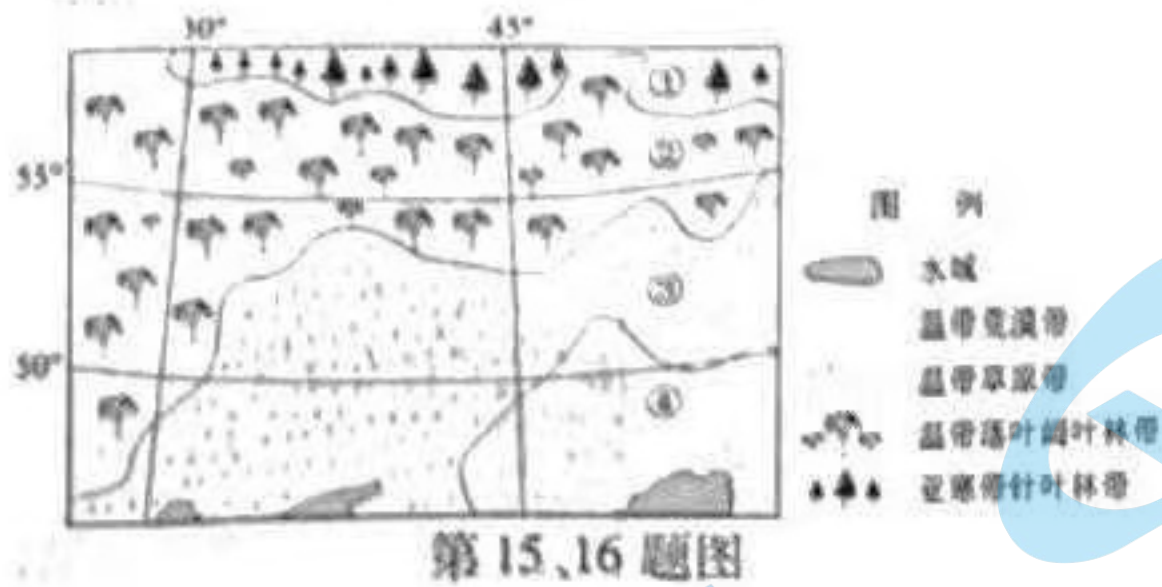 30° 45°
①
②
55°
③
50°
④
图 例
水域
温带荒漠带
温带草原带
温带落叶阔叶林带
亚寒带针叶林带
第15、16题图